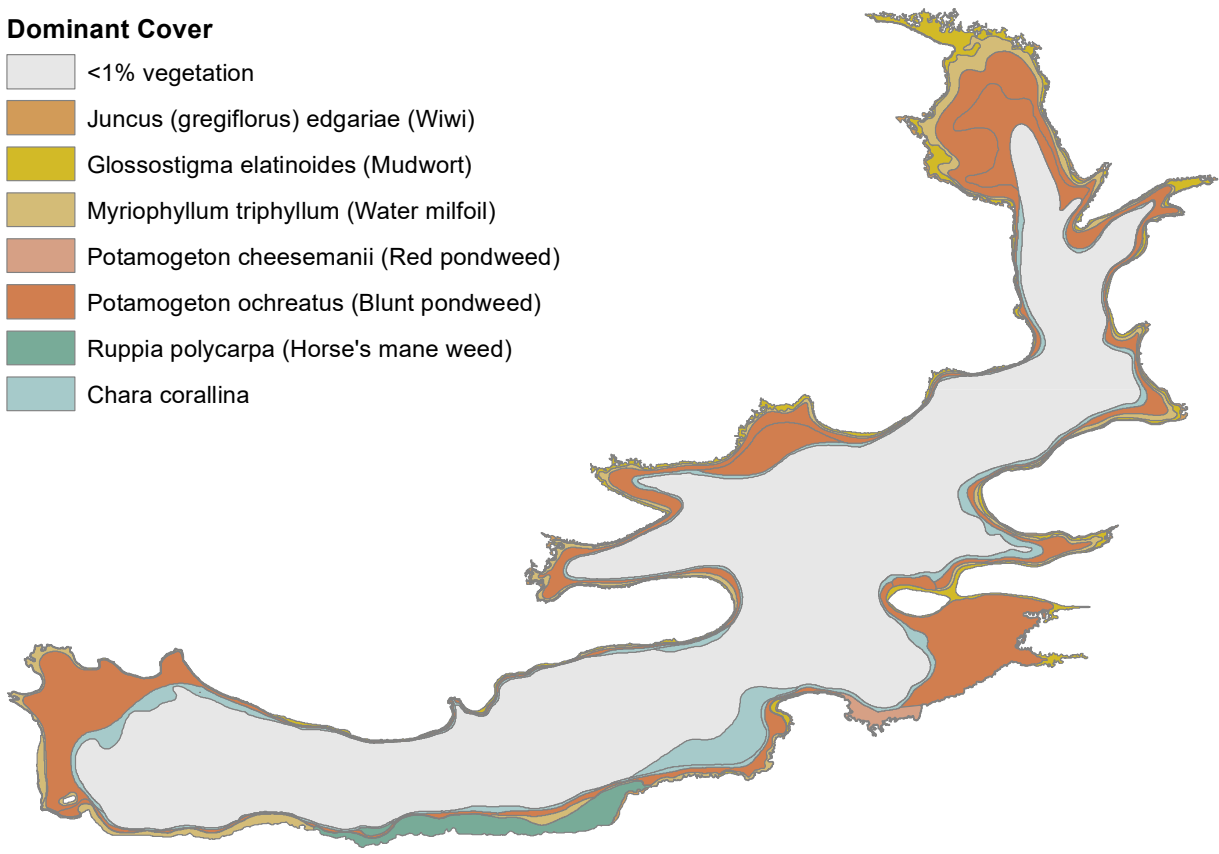 Dominant Cover
<1% vegetation
Juncus (gregiflorus) edgariae (Wiwi)
Glossostigma elatinoides (Mudwort)
Myriophyllum triphyllum (Water milfoil)
Potamogeton cheesemanii (Red pondweed)
Potamogeton ochreatus (Blunt pondweed)
Ruppia polycarpa (Horse's mane weed)
Chara corallina